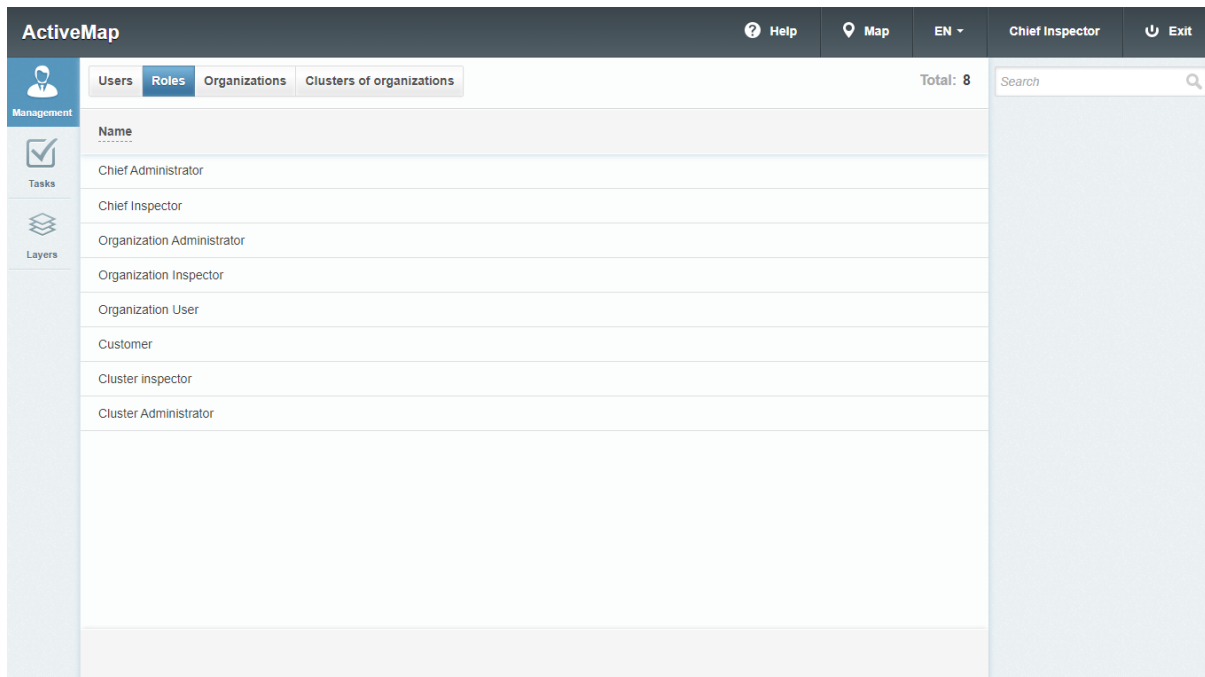 ActiveMap Help Map EN Chief Inspector Exit
Management
Tasks
Layers
Users Roles Organizations Clusters of organizations Total: 8
Search
Name
Chief Administrator
Chief Inspector
Organization Administrator
Organization Inspector
Organization User
Customer
Cluster inspector
Cluster Administrator